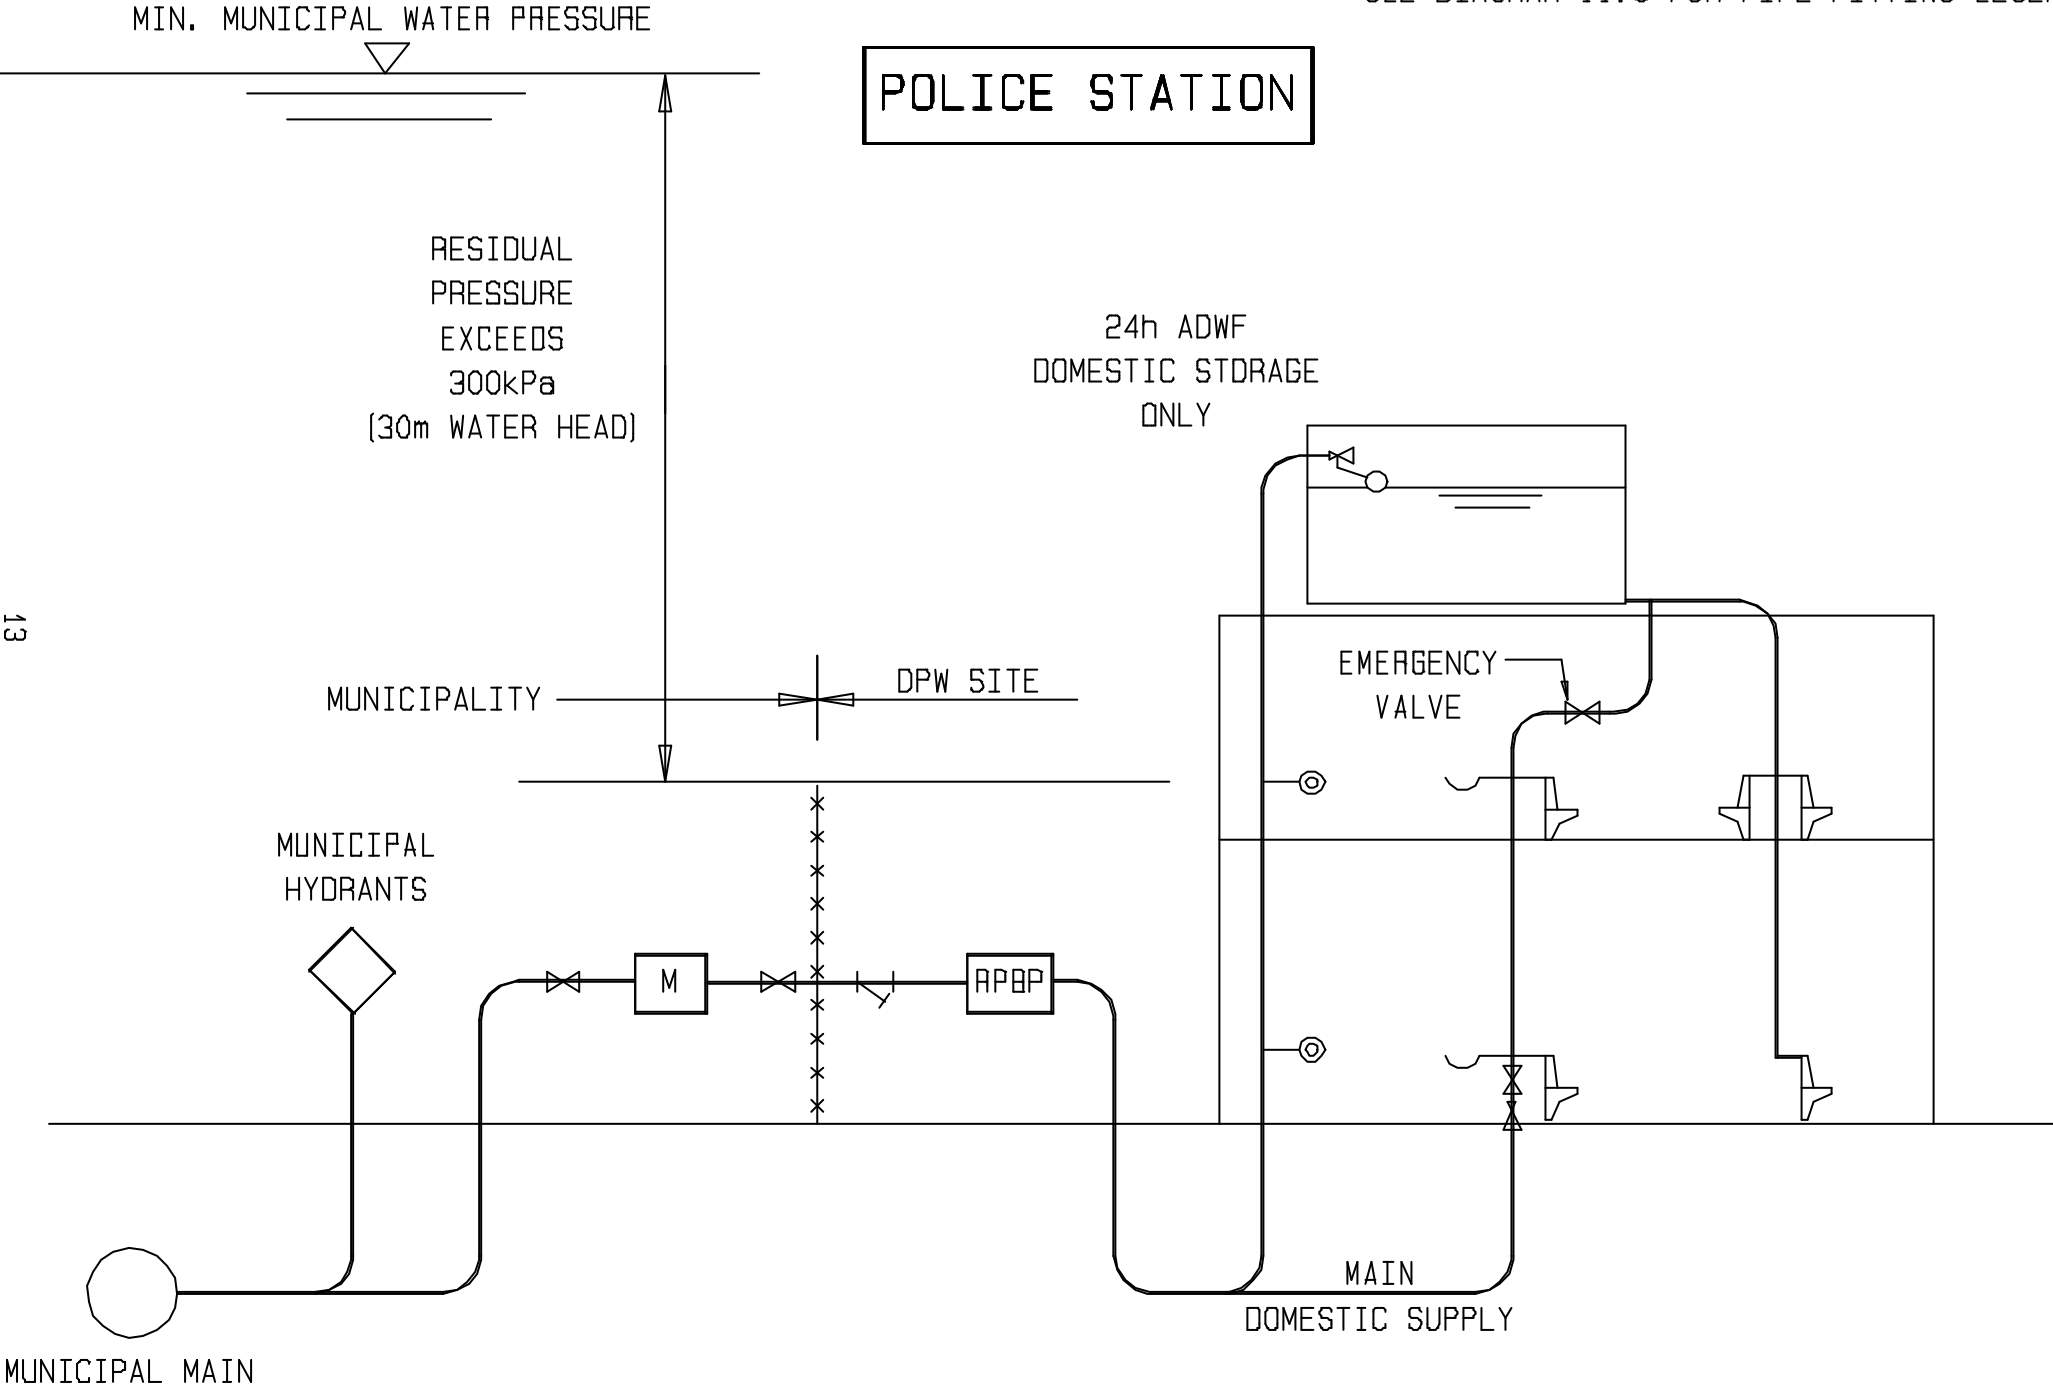 MIN. MUNICIPAL WATER PRESSURE
POLICE STATION
RESIDUAL
PRESSURE
EXCEEDS
300kPa
(30m WATER HEAD)
24h ADWF
DOMESTIC STORAGE
ONLY
13
MUNICIPALITY
DPW SITE
EMERGENCY
VALVE
MUNICIPAL
HYDRANTS
M
RPBP
MAIN
DOMESTIC SUPPLY
MUNICIPAL MAIN